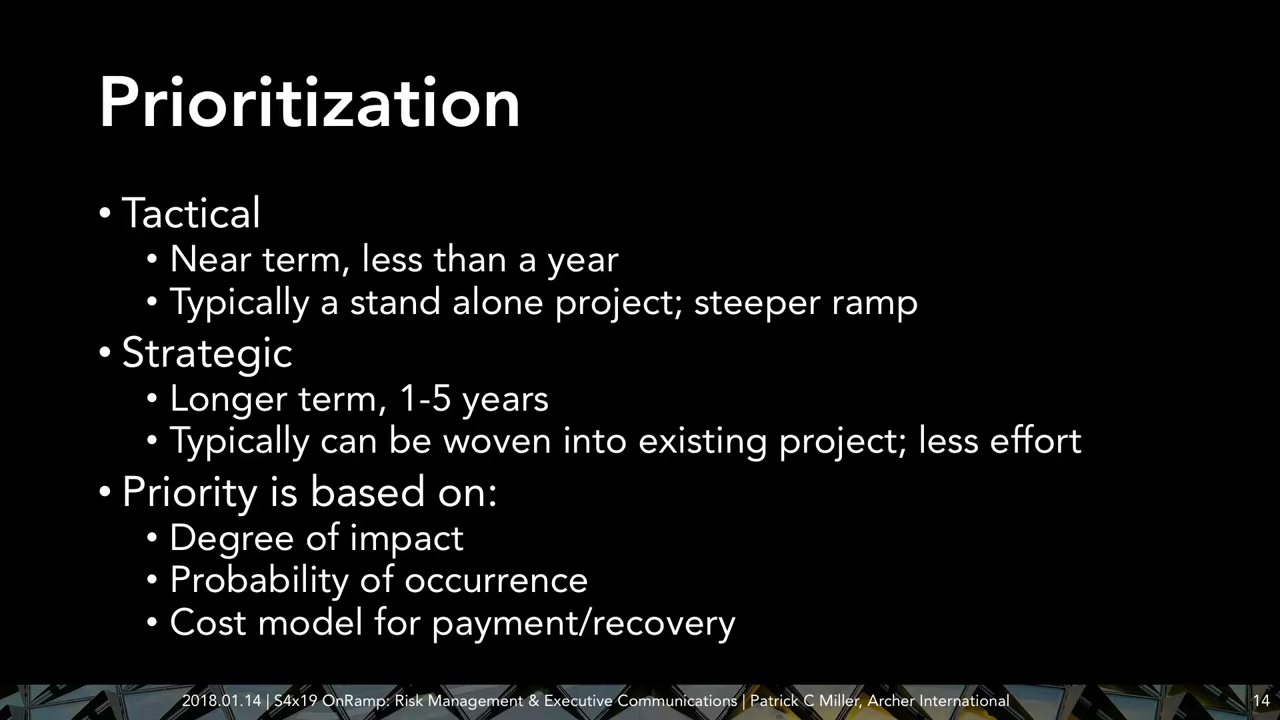 Prioritization
• Tactical
• Near term, less than a year
• Typically a stand alone project; steeper ramp
• Strategic
• Longer term, 1-5 years
• Typically can be woven into existing project; less effort
• Priority is based on:
• Degree of impact
• Probability of occurrence
• Cost model for payment/recovery
2018.01.14 | S4x19 OnRamp: Risk Management & Executive Communications | Patrick C Miller, Archer International
14